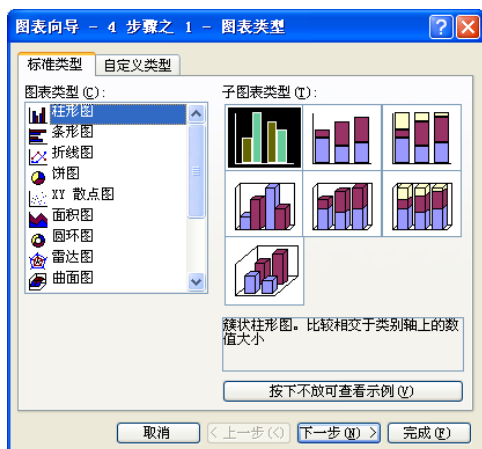 图表向导 - 4 步骤之 1 - 图表类型
标准类型 自定义类型
图表类型(C):
柱形图
条形图
折线图
饼图
XY 散点图
面积图
圆环图
雷达图
曲面图
子图表类型(T):
簇状柱形图。比较相交于类别轴上的数
值大小
按下不放可查看示例(V)
取消 <上一步(<) 下一步(N) > 完成(F)